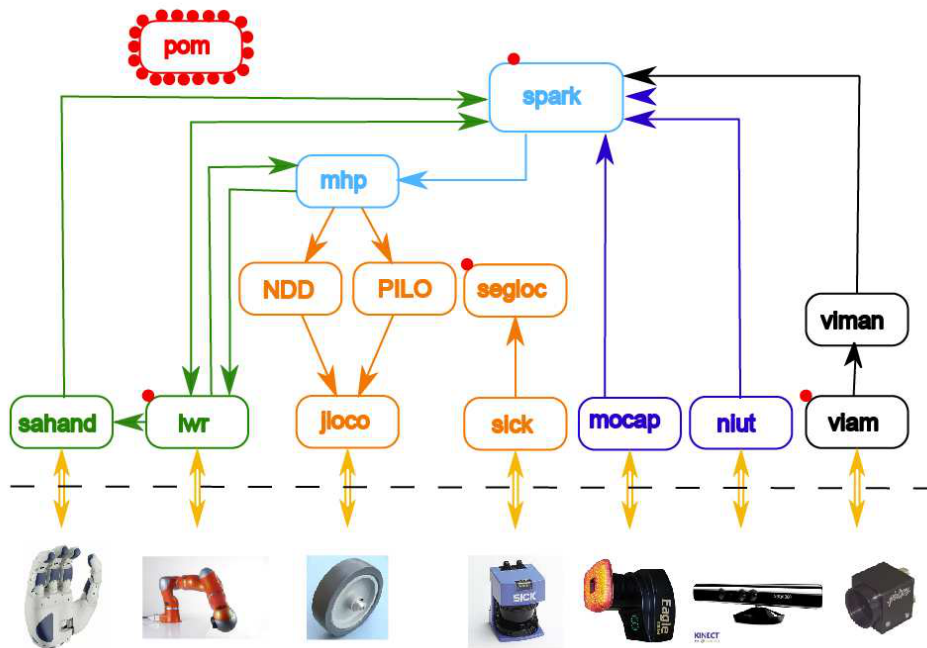 pom
spark
mhp
NDD
PILO
segloc
viman
sahand
lwr
jloco
sick
mocap
niut
viam
SICK
Eagle
KINECT